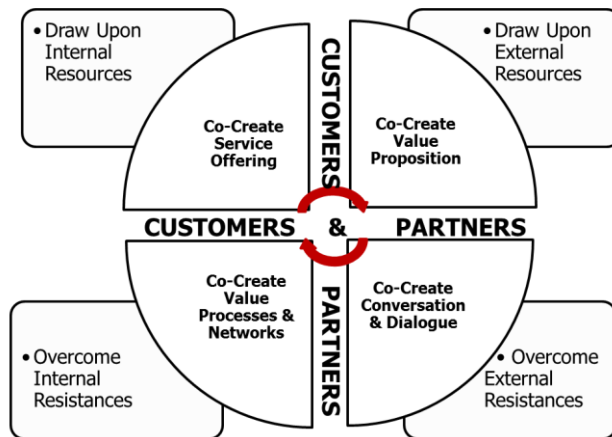 • Draw Upon
Internal
Resources
• Draw Upon
External
Resources
CUSTOMERS
Co-Create
Service
Offering
Co-Create
Value
Proposition
CUSTOMERS & PARTNERS
Co-Create
Value
Processes &
Networks
Co-Create
Conversation
& Dialogue
PARTNERS
• Overcome
Internal
Resistances
• Overcome
External
Resistances